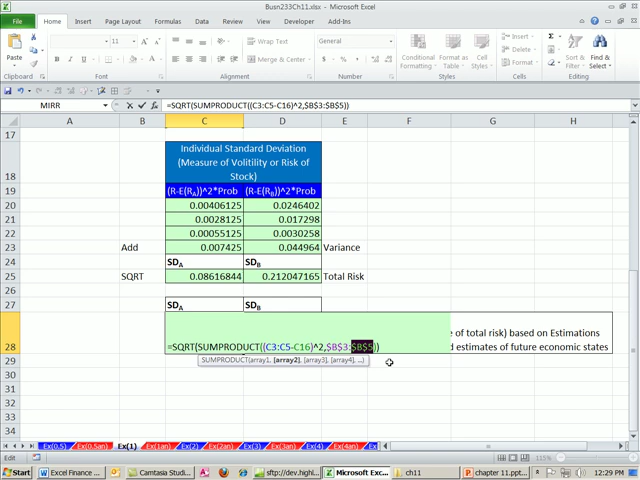 Busn233Ch11.xlsx - Microsoft Excel
File Home Insert Page Layout Formulas Data Review View Developer Add-Ins
Paste
11
B I U
Wrap Text
Merge & Center
General
$ % ,
Conditional Formatting
Format as Table
Cell Styles
Insert
Delete
Format
Sort & Filter
Find & Select
Clipboard Font Alignment Number Styles Cells Editing
MIRR
fx =SQRT(SUMPRODUCT((C3:C5-C16)^2,$B$3:$B$5))
A B C D E F G H
17
18 Individual Standard Deviation
(Measure of Volitility or Risk of
Stock)
19 (R-E(RA))^2*Prob (R-E(RB))^2*Prob
20 0.00406125 0.0246402
21 0.0028125 0.017298
22 0.00055125 0.0030258
23 Add 0.007425 0.044964 Variance
24 SDA SDB
25 SQRT 0.08616844 0.212047165 Total Risk
26
27 SDA SDB
e of total risk) based on Estimations
28 =SQRT(SUMPRODUCT((C3:C5-C16)^2,$B$3:$B$5)) d estimates of future economic states
29 SUMPRODUCT(array1, [array2], [array3], [array4], ...)
30
31
32
33
34
Ex(0,5) Ex(0,5an) Ex(1) Ex(1an) Ex(2) Ex(2an) Ex(3) Ex(3an) Ex(4) Ex(4an) Ex
Edit 115%
Start Excel Finance ... Camtasia Studi... sftp://dev.highl... Microsoft Exc... ch11 chapter 11.ppt... 12:29 PM